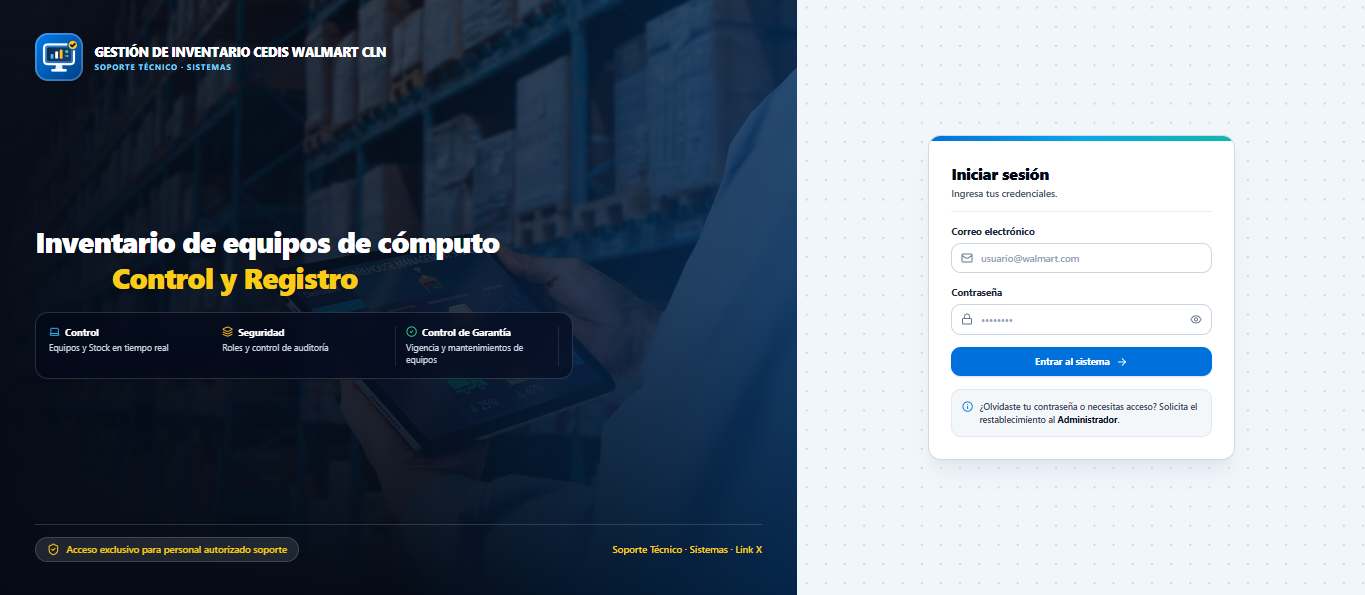 GESTIÓN DE INVENTARIO CEDIS WALMART CLN
SOPORTE TÉCNICO · SISTEMAS
Inventario de equipos de cómputo
Control y Registro
Control
Equipos y Stock en tiempo real
Seguridad
Roles y control de auditoría
Control de Garantía
Vigencia y mantenimientos de
equipos
Acceso exclusivo para personal autorizado soporte
Soporte Técnico · Sistemas · Link X
Iniciar sesión
Ingresa tus credenciales.
Correo electrónico
usuario@walmart.com
Contraseña
••••••••
Entrar al sistema →
¿Olvidaste tu contraseña o necesitas acceso? Solicita el
restablecimiento al Administrador.